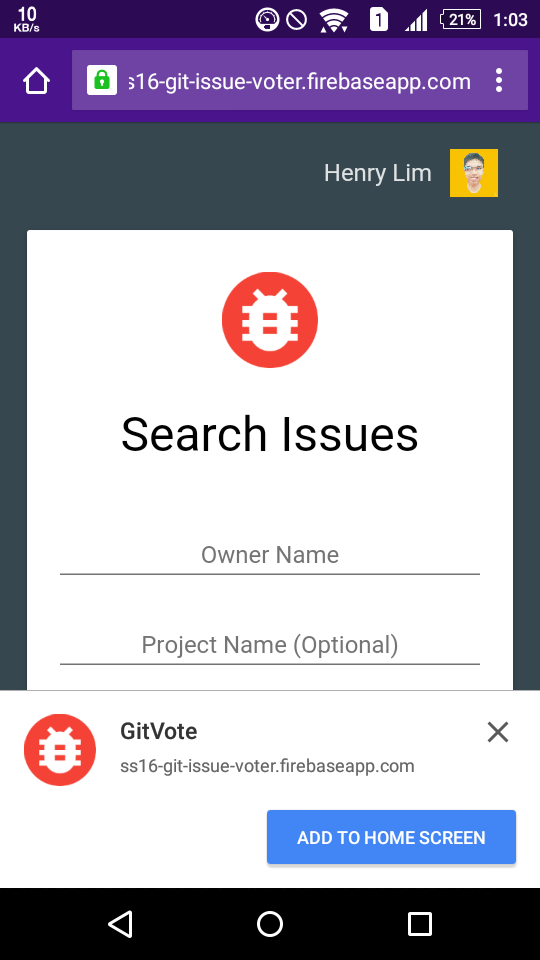 10
KB/s
1
21%
1:03
s16-git-issue-voter.firebaseapp.com
Henry Lim
Search Issues
Owner Name
Project Name (Optional)
GitVote
ss16-git-issue-voter.firebaseapp.com
ADD TO HOME SCREEN